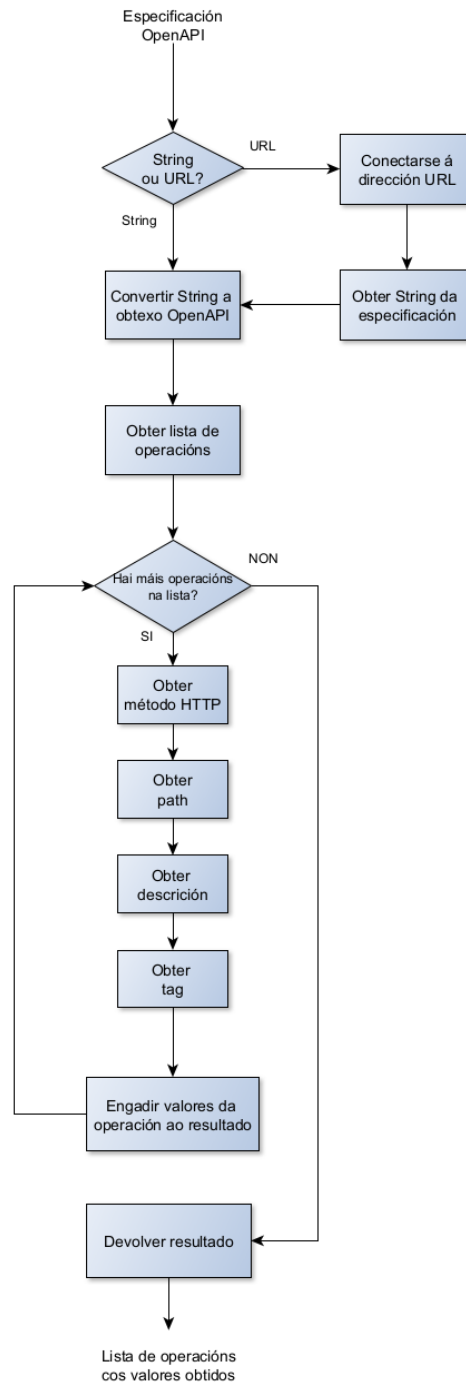 Especificación
OpenAPI
String
ou URL?
URL
Conectarse á
dirección URL
String
Convertir String a
obtexo OpenAPI
Obter String da
especificación
Obter lista de
operacións
Hai máis operacións
na lista?
NON
SI
Obter
método HTTP
Obter
path
Obter
descrición
Obter
tag
Engadir valores da
operación ao resultado
Devolver resultado
Lista de operacións
cos valores obtidos